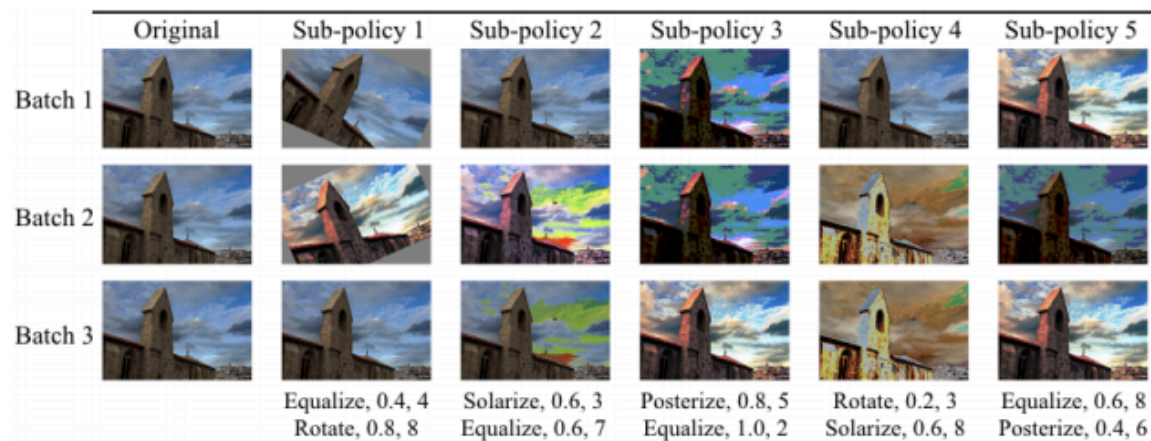 Original Sub-policy 1 Sub-policy 2 Sub-policy 3 Sub-policy 4 Sub-policy 5
Batch 1
Batch 2
Batch 3
Equalize, 0.4, 4 Solarize, 0.6, 3 Posterize, 0.8, 5 Rotate, 0.2, 3 Equalize, 0.6, 8
Rotate, 0.8, 8 Equalize, 0.6, 7 Equalize, 1.0, 2 Solarize, 0.6, 8 Posterize, 0.4, 6